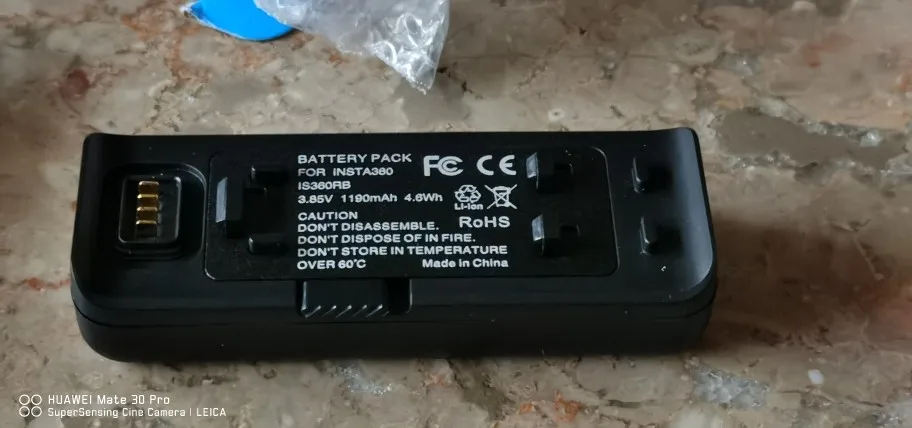 BATTERY PACK
FOR INSTA360
IS360RB
3.85V 1190mAh 4.6Wh
FC CE
Li-ion
RoHS
CAUTION
DON'T DISASSEMBLE.
DON'T DISPOSE OF IN FIRE.
DON'T STORE IN TEMPERATURE
OVER 60°C Made in China
HUAWEI Mate 30 Pro
SuperSensing Cine Camera | LEICA